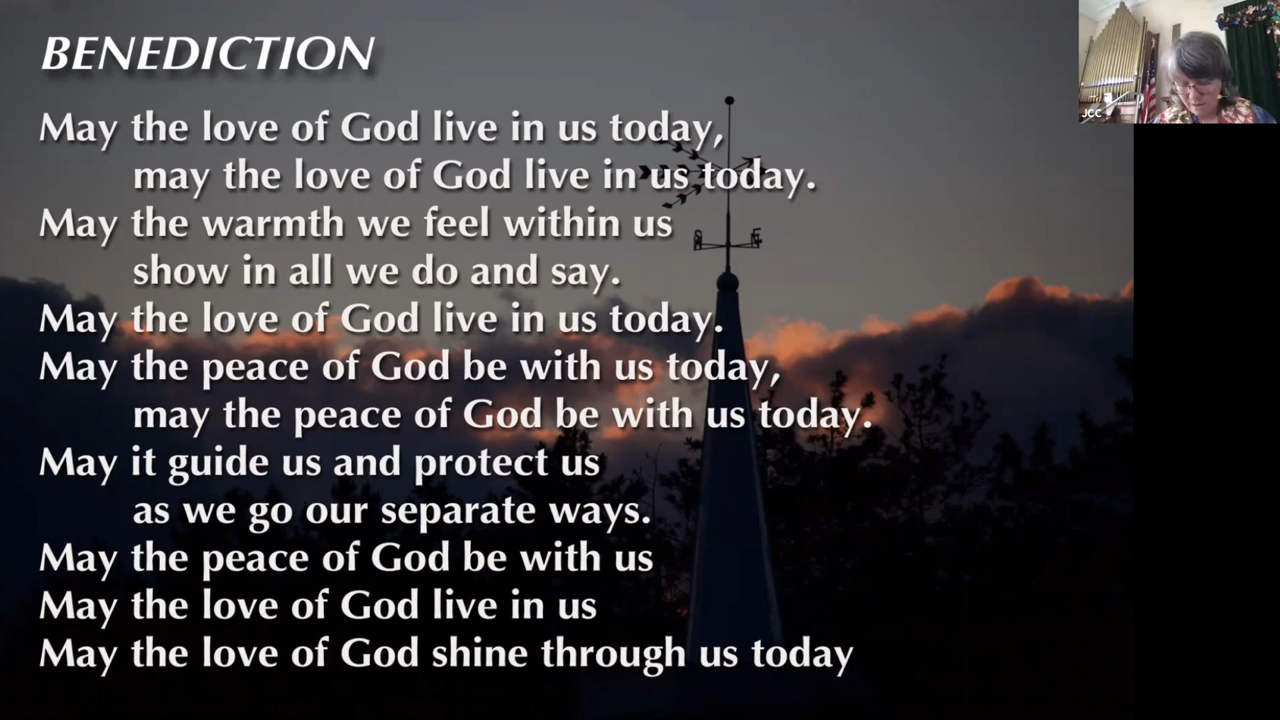 BENEDICTION
May the love of God live in us today,
may the love of God live in us today.
May the warmth we feel within us
show in all we do and say.
May the love of God live in us today.
May the peace of God be with us today,
may the peace of God be with us today.
May it guide us and protect us
as we go our separate ways.
May the peace of God be with us
May the love of God live in us
May the love of God shine through us today
JCC